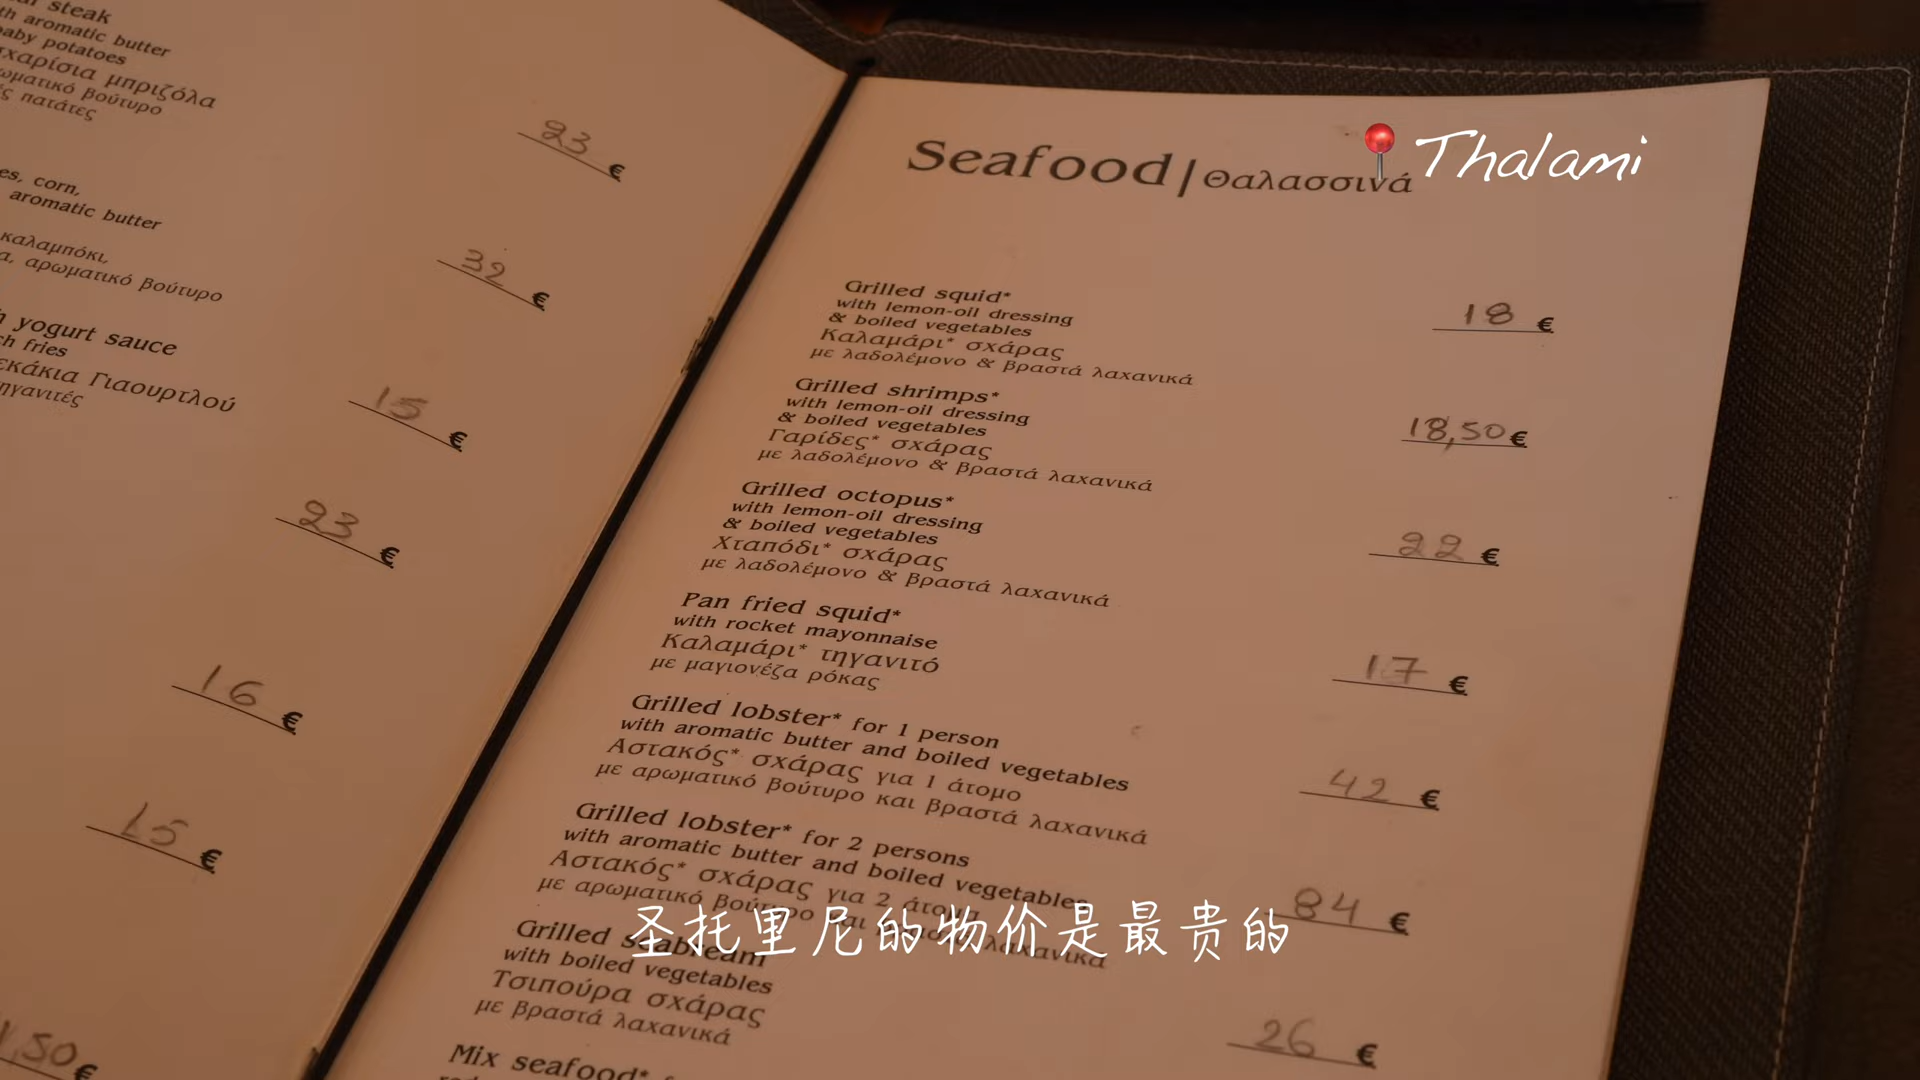 steak
aromatic butter
baby potatoes
μπριζόλα
βούτυρο
πατάτες
23 €
corn,
aromatic butter
καλαμπόκι,
αρωματικό βούτυρο
32 €
yogurt sauce
fries
Γιαουρτλού
15 €
23 €
16 €
15 €
,50 €
Thalami
Seafood | Θαλασσινά
Grilled squid*
with lemon-oil dressing
& boiled vegetables
Καλαμάρι* σχάρας
με λαδολέμονο & βραστά λαχανικά
18 €
Grilled shrimps*
with lemon-oil dressing
& boiled vegetables
Γαρίδες* σχάρας
με λαδολέμονο & βραστά λαχανικά
18,50 €
Grilled octopus*
with lemon-oil dressing
& boiled vegetables
Χταπόδι* σχάρας
με λαδολέμονο & βραστά λαχανικά
22 €
Pan fried squid*
with rocket mayonnaise
Καλαμάρι* τηγανιτό
με μαγιονέζα ρόκας
17 €
Grilled lobster* for 1 person
with aromatic butter and boiled vegetables
Αστακός* σχάρας για 1 άτομο
με αρωματικό βούτυρο και βραστά λαχανικά
42 €
Grilled lobster* for 2 persons
with aromatic butter and boiled vegetables
Αστακός* σχάρας για 2 άτομα
με αρωματικό βούτυρο και λαχανικά
84 €
圣托里尼的物价是最贵的
Grilled seabream
with boiled vegetables
Τσιπούρα σχάρας
με βραστά λαχανικά
26 €
Mix seafood*